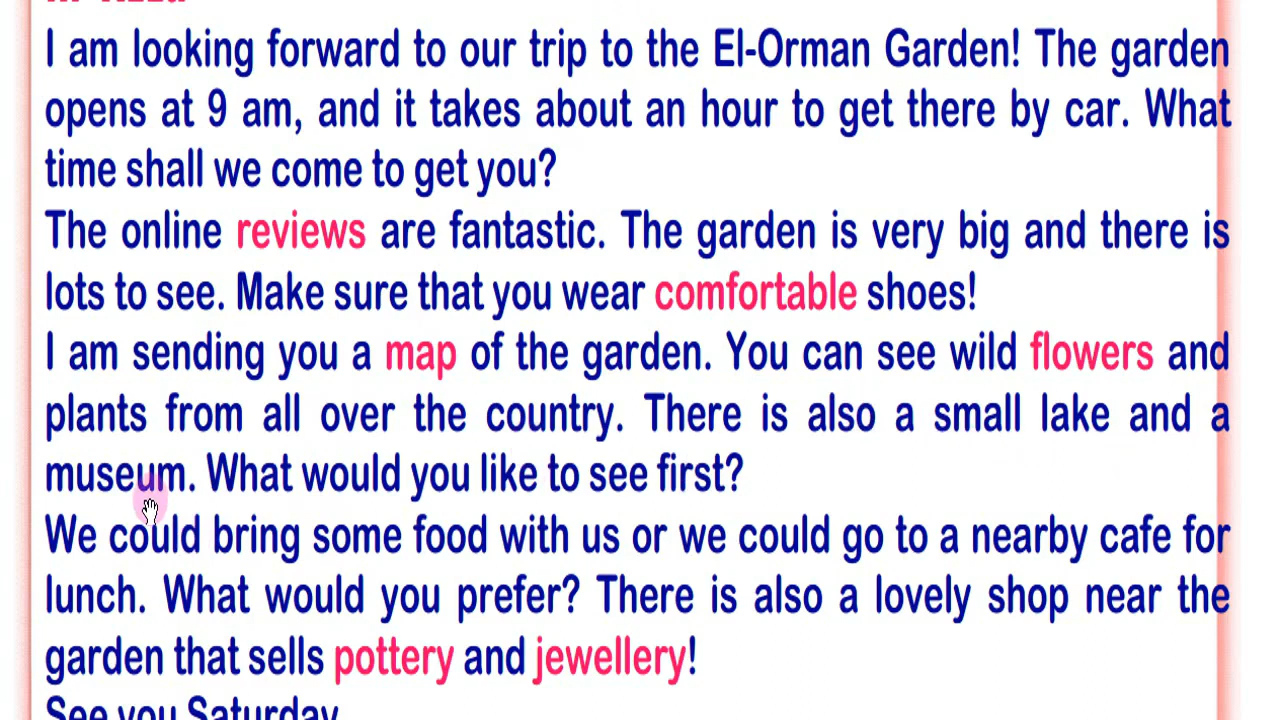 I am looking forward to our trip to the El-Orman Garden! The garden
opens at 9 am, and it takes about an hour to get there by car. What
time shall we come to get you?
The online reviews are fantastic. The garden is very big and there is
lots to see. Make sure that you wear comfortable shoes!
I am sending you a map of the garden. You can see wild flowers and
plants from all over the country. There is also a small lake and a
museum. What would you like to see first?
We could bring some food with us or we could go to a nearby cafe for
lunch. What would you prefer? There is also a lovely shop near the
garden that sells pottery and jewellery!
See you Saturday